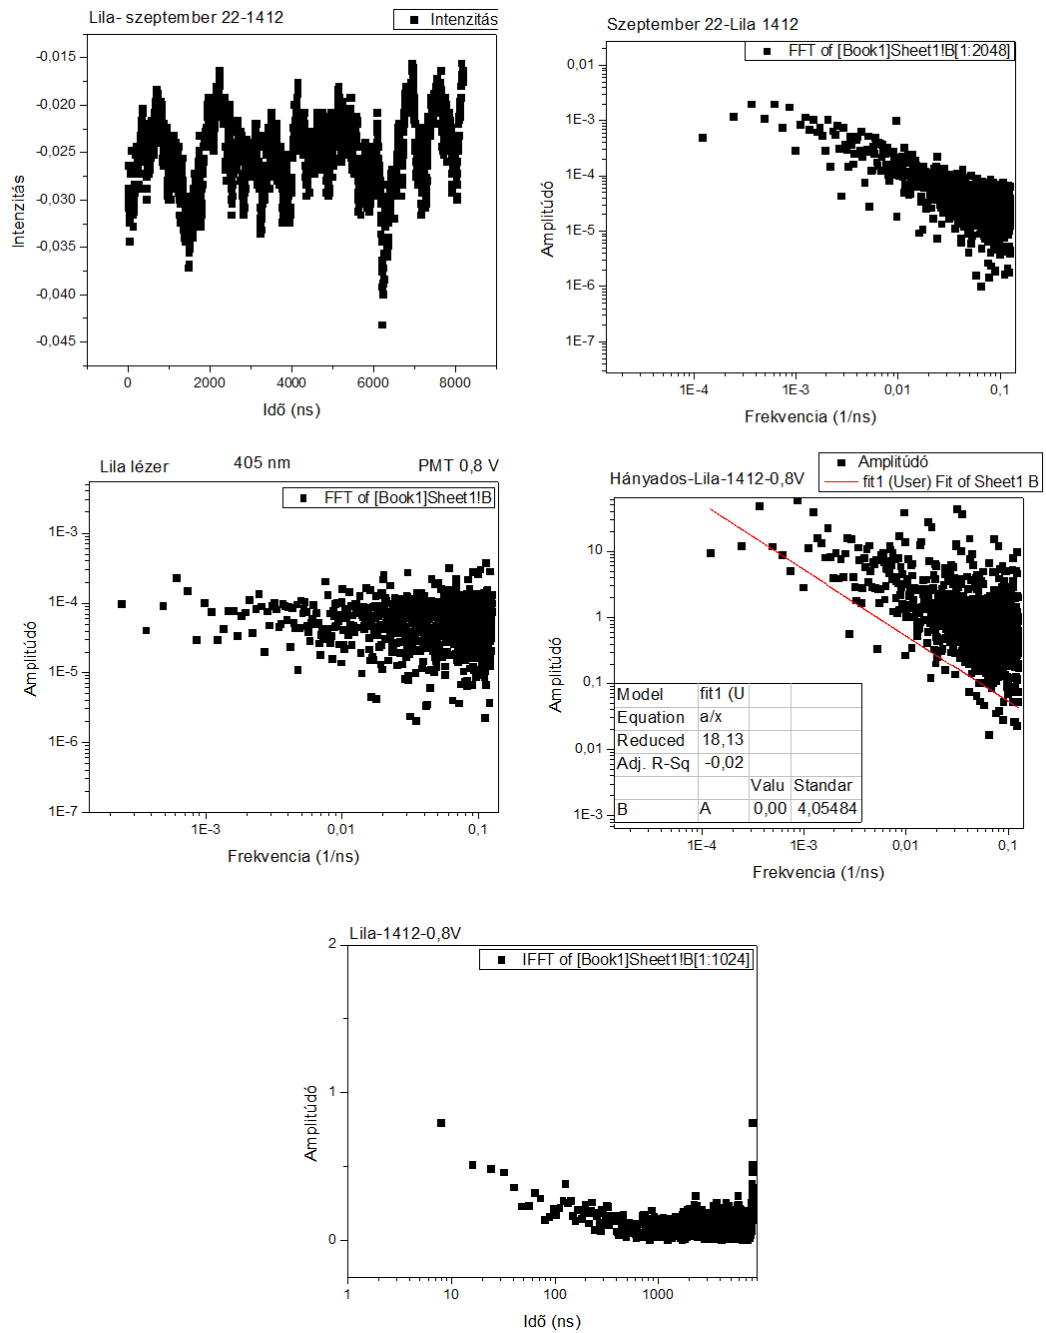 Lila- szeptember 22-1412
Intenzitás
-0,015
-0,020
-0,025
-0,030
-0,035
-0,040
-0,045
Intenzitás
0 2000 4000 6000 8000
Idő (ns)
Szeptember 22-Lila 1412
FFT of [Book1]Sheet1!B[1:2048]
0,01
1E-3
1E-4
1E-5
1E-6
1E-7
Amplitúdó
1E-4 1E-3 0,01 0,1
Frekvencia (1/ns)
Lila lézer 405 nm PMT 0,8 V
FFT of [Book1]Sheet1!B
1E-3
1E-4
1E-5
1E-6
1E-7
Amplitúdó
1E-3 0,01 0,1
Frekvencia (1/ns)
Hányados-Lila-1412-0,8V
Amplitúdó
fit1 (User) Fit of Sheet1 B
10
1
0,1
0,01
1E-3
Amplitúdó
Model fit1 (U
Equation a/x
Reduced 18,13
Adj. R-Sq -0,02
Valu Standar
B A 0,00 4,05484
1E-4 1E-3 0,01 0,1
Frekvencia (1/ns)
Lila-1412-0,8V
IFFT of [Book1]Sheet1!B[1:1024]
2
1
0
Amplitúdó
1 10 100 1000
Idő (ns)